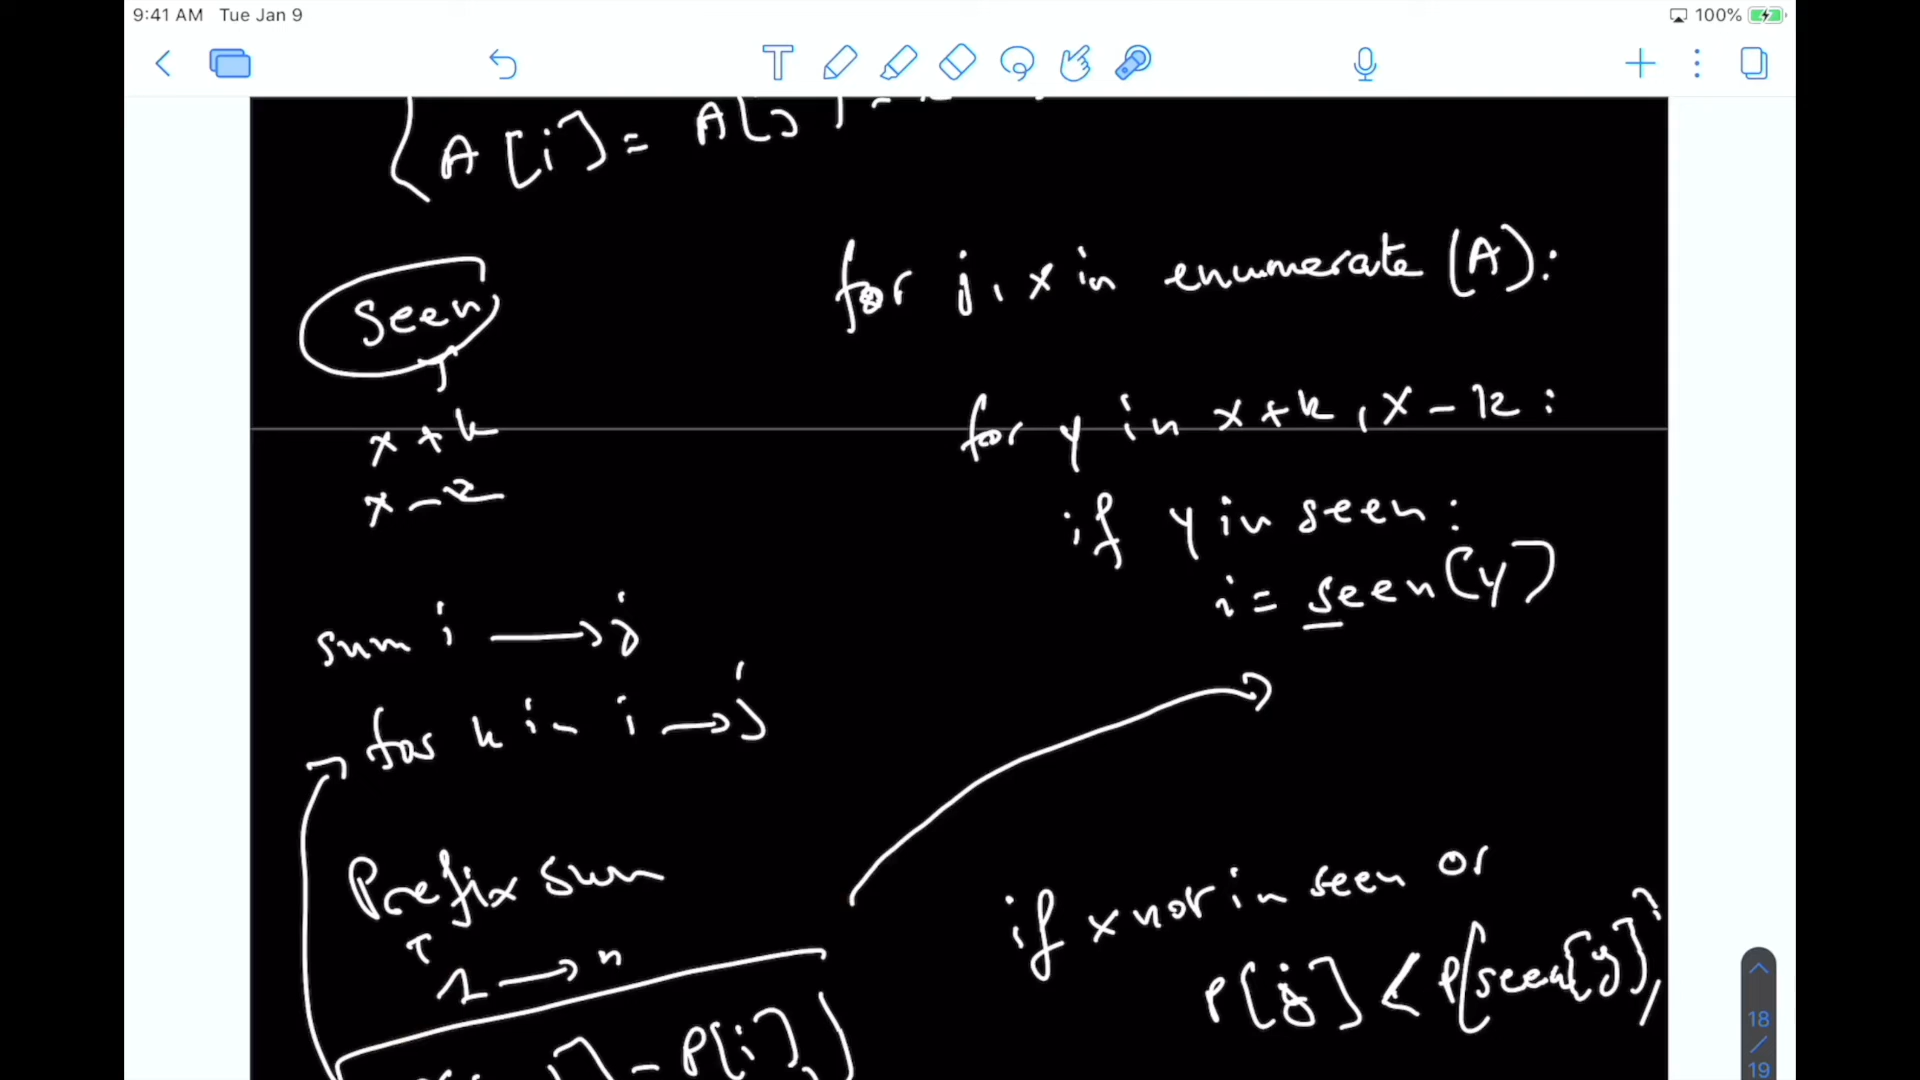 9:41 AM Tue Jan 9
100%
A[i] = A[j]
for j, x in enumerate (A):
seen
x + k
x - k
for y in x + k, x - k :
if y in seen :
i = seen(y)
sum i → j
for k in i → j
Prefix sum
1 → n
if x not in seen or
P[j] < P[seen[y]]
] - P[i]
18
/
19